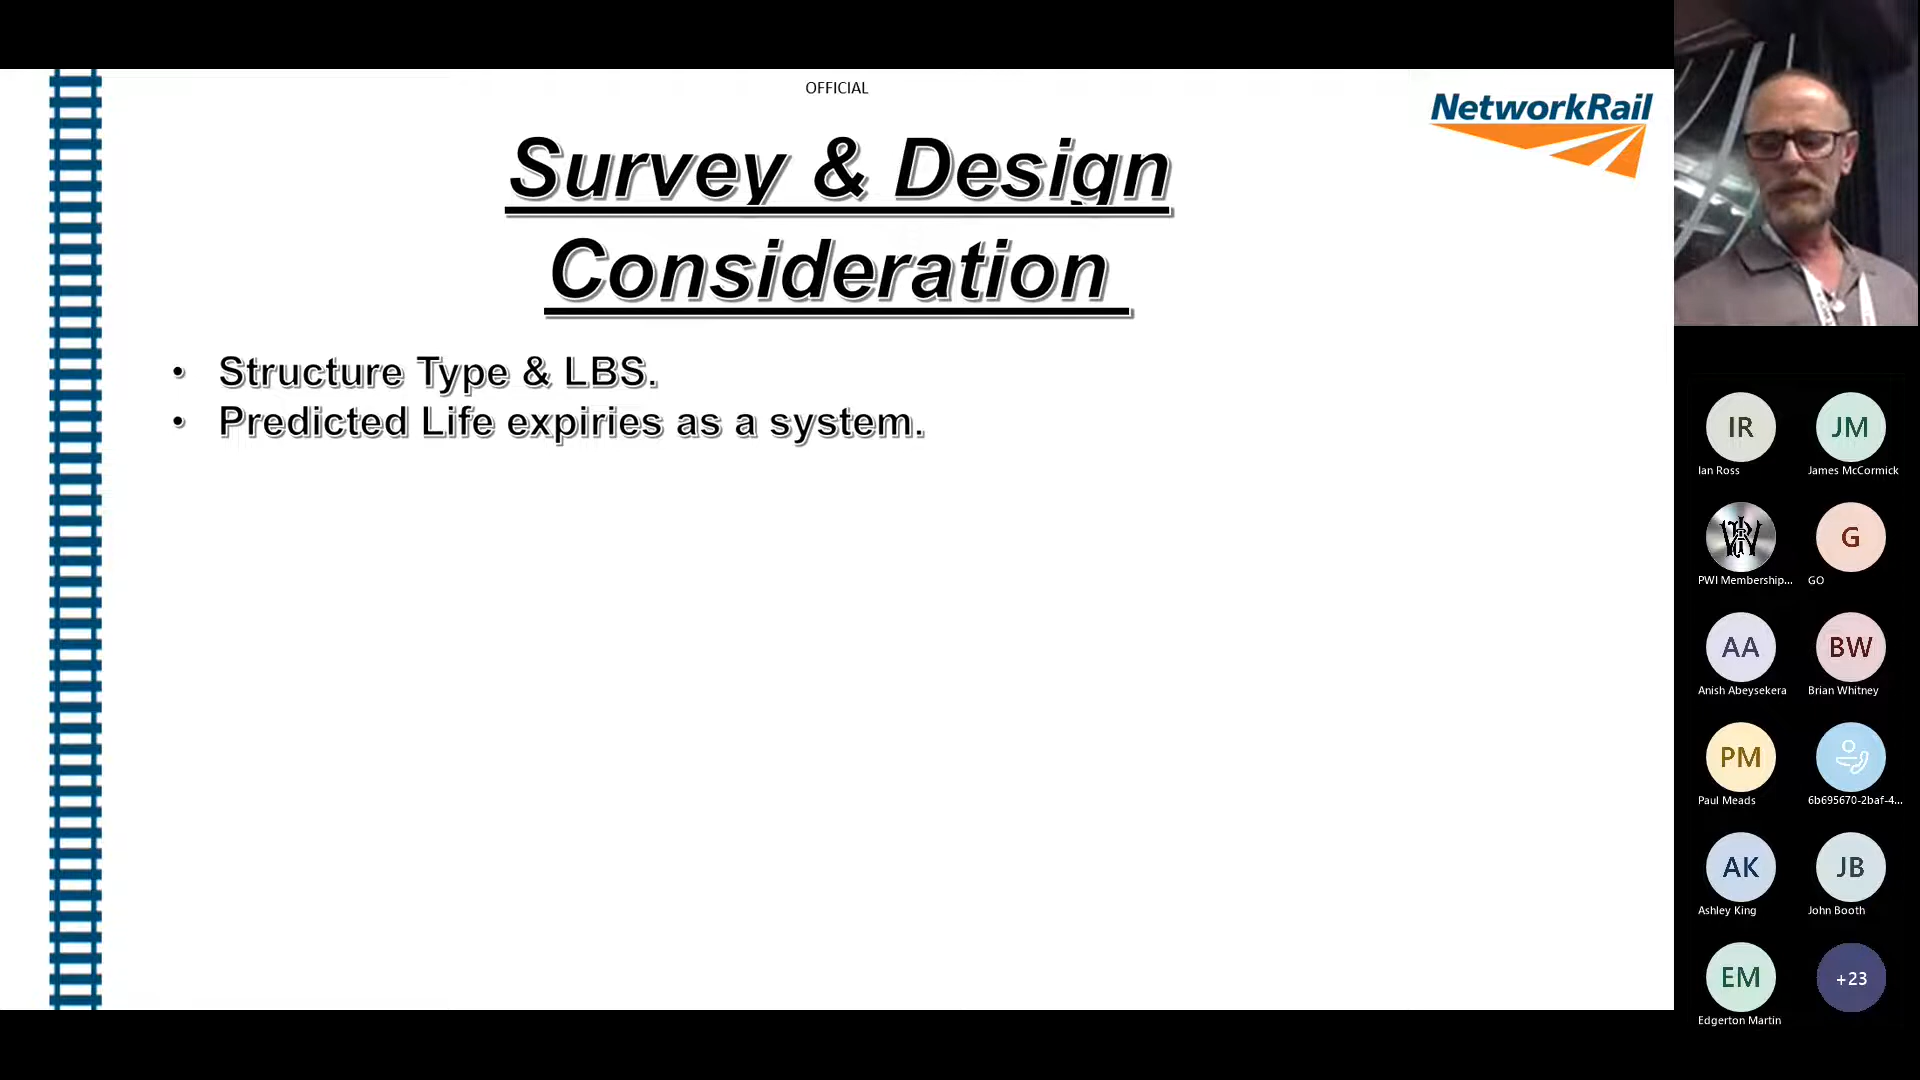 OFFICIAL
NetworkRail
Survey & Design
Consideration
• Structure Type & LBS.
• Predicted Life expiries as a system.
IR
Ian Ross
JM
James McCormick
PWI Membership...
G
GO
AA
Anish Abeysekera
BW
Brian Whitney
PM
Paul Meads
6b695670-2baf-4...
AK
Ashley King
JB
John Booth
EM
Edgerton Martin
+23